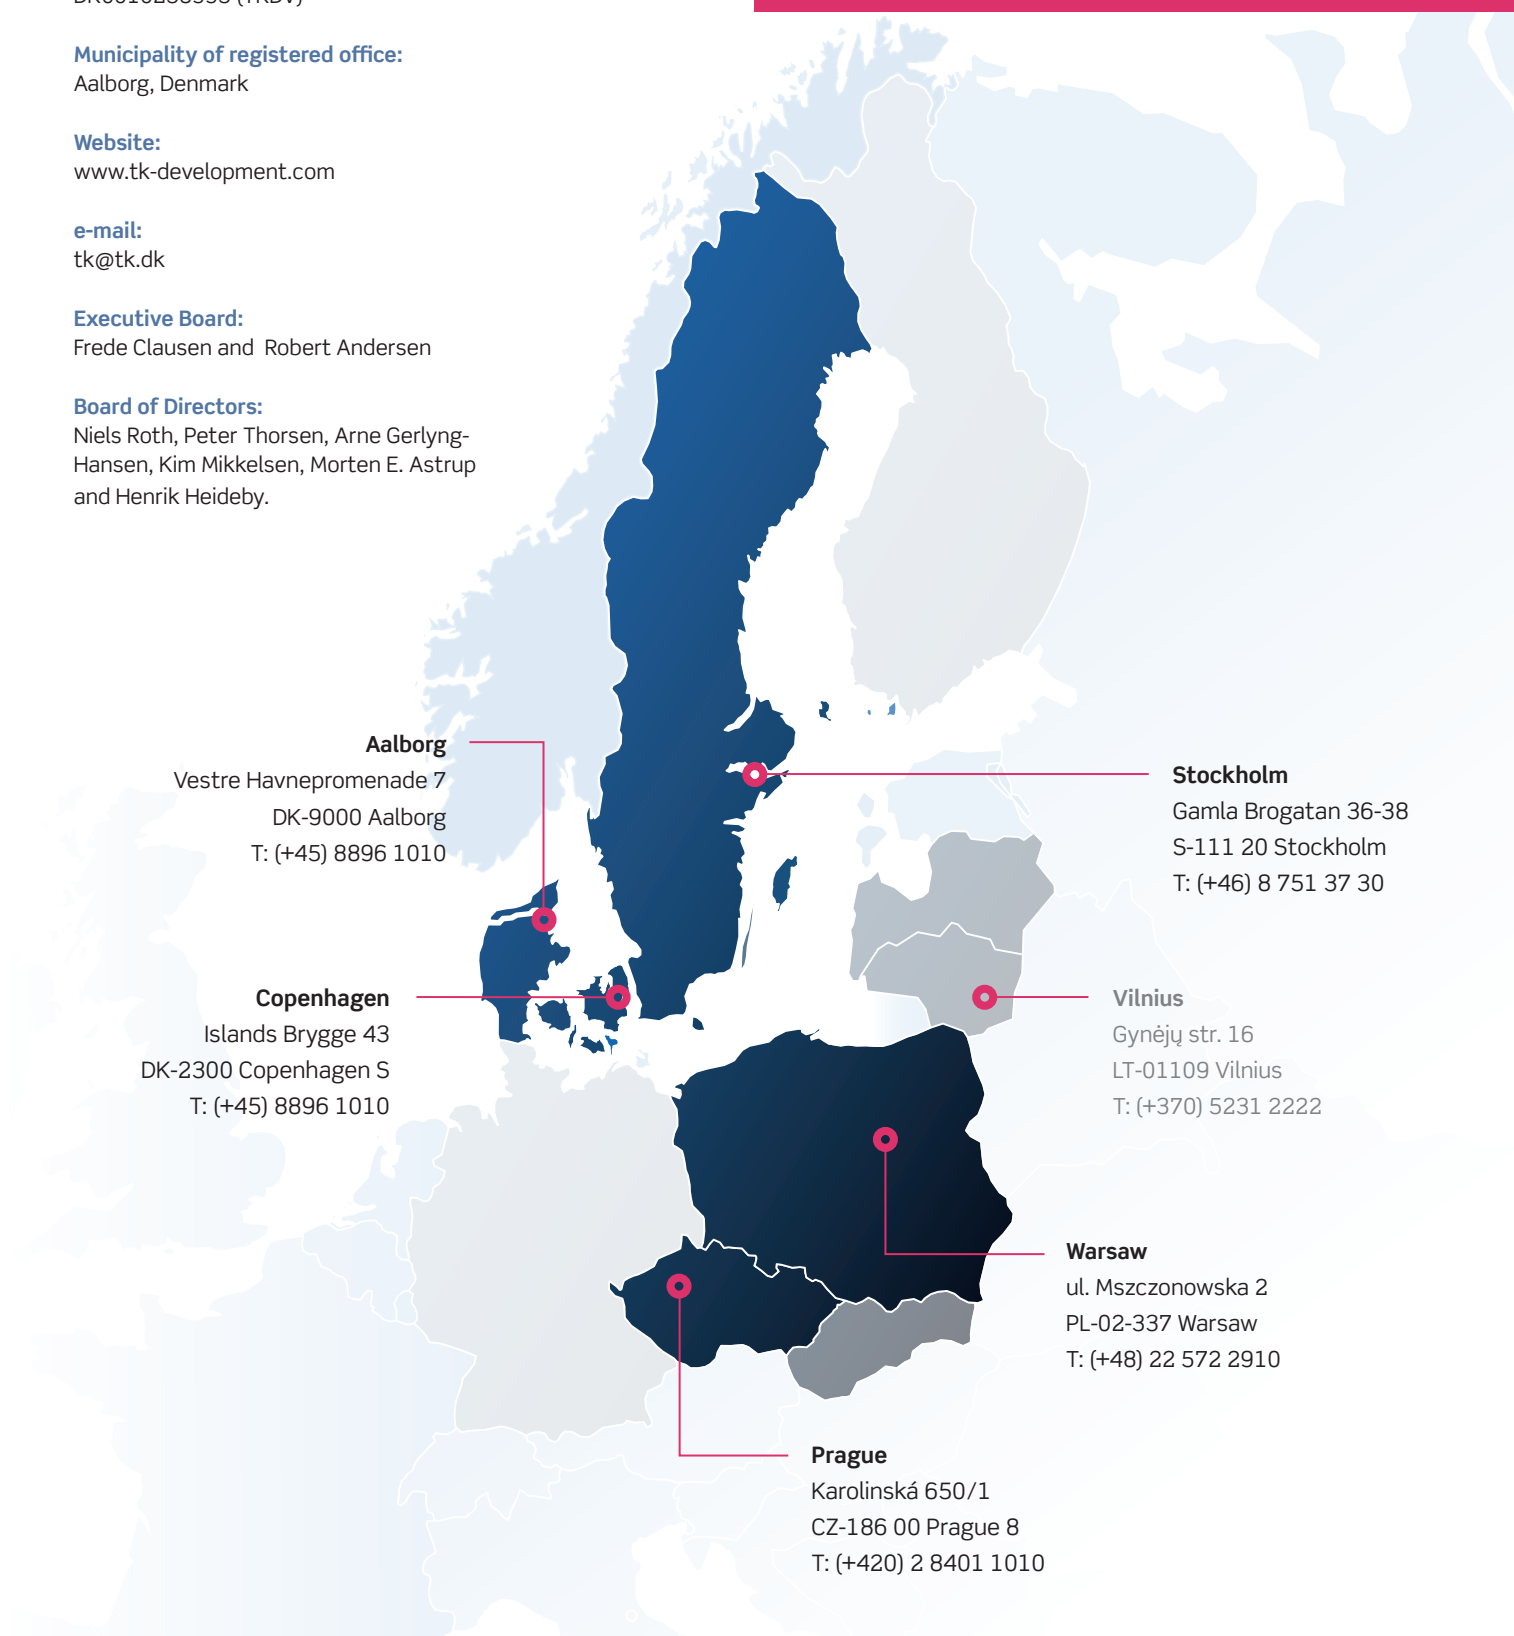 Municipality of registered office:
Aalborg, Denmark
Website:
www.tk-development.com
e-mail:
tk@tk.dk
Executive Board:
Frede Clausen and Robert Andersen
Board of Directors:
Niels Roth, Peter Thorsen, Arne Gerlyng-
Hansen, Kim Mikkelsen, Morten E. Astrup
and Henrik Heideby.
Aalborg
Vestre Havnepromenade 7
DK-9000 Aalborg
T: (+45) 8896 1010
Stockholm
Gamla Brogatan 36-38
S-111 20 Stockholm
T: (+46) 8 751 37 30
Copenhagen
Islands Brygge 43
DK-2300 Copenhagen S
T: (+45) 8896 1010
Vilnius
Gynėjų str. 16
LT-01109 Vilnius
T: (+370) 5231 2222
Warsaw
ul. Mszczonowska 2
PL-02-337 Warsaw
T: (+48) 22 572 2910
Prague
Karolinská 650/1
CZ-186 00 Prague 8
T: (+420) 2 8401 1010